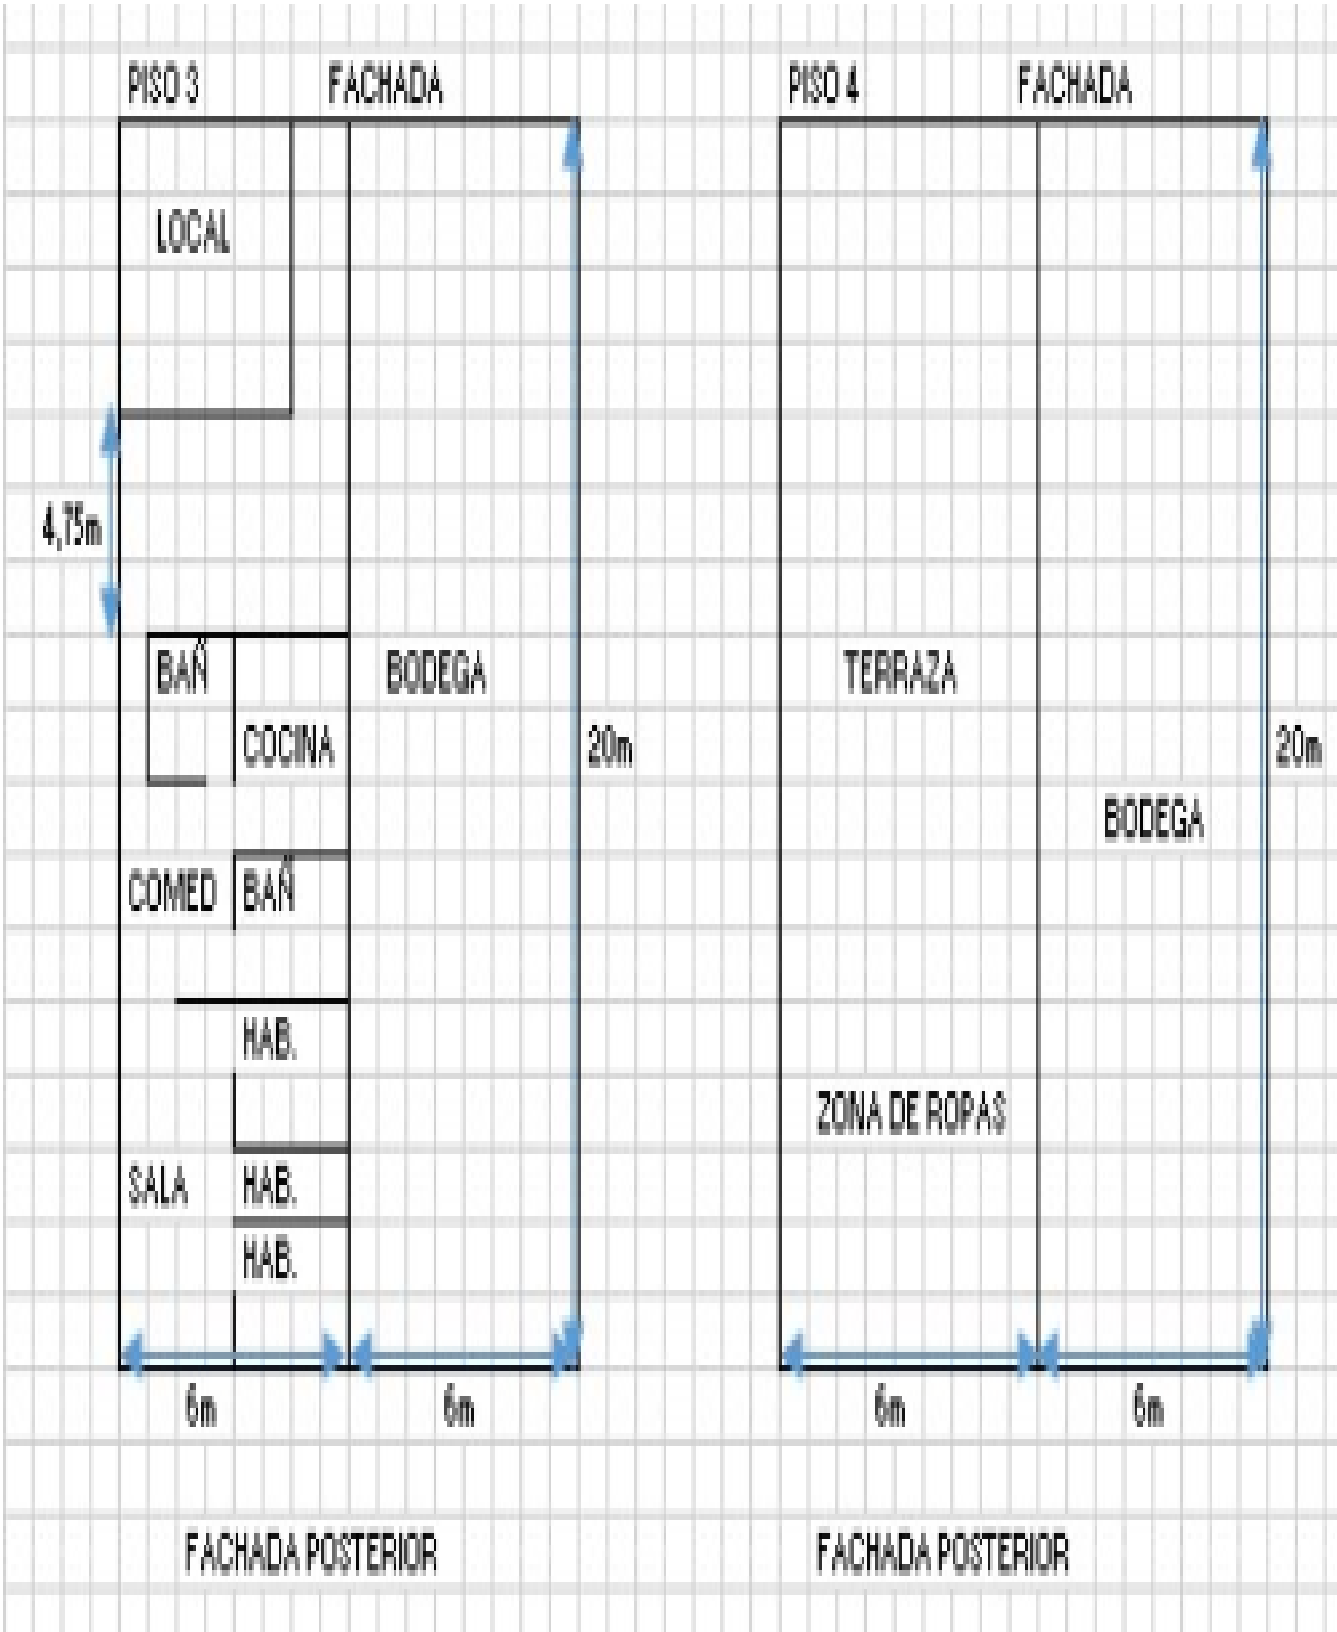 PISO 3
FACHADA
LOCAL
4,75m
BAÑ
COCINA
BODEGA
20m
COMED
BAÑ
HAB.
SALA
HAB.
HAB.
6m
6m
FACHADA POSTERIOR
PISO 4
FACHADA
TERRAZA
BODEGA
20m
ZONA DE ROPAS
6m
6m
FACHADA POSTERIOR